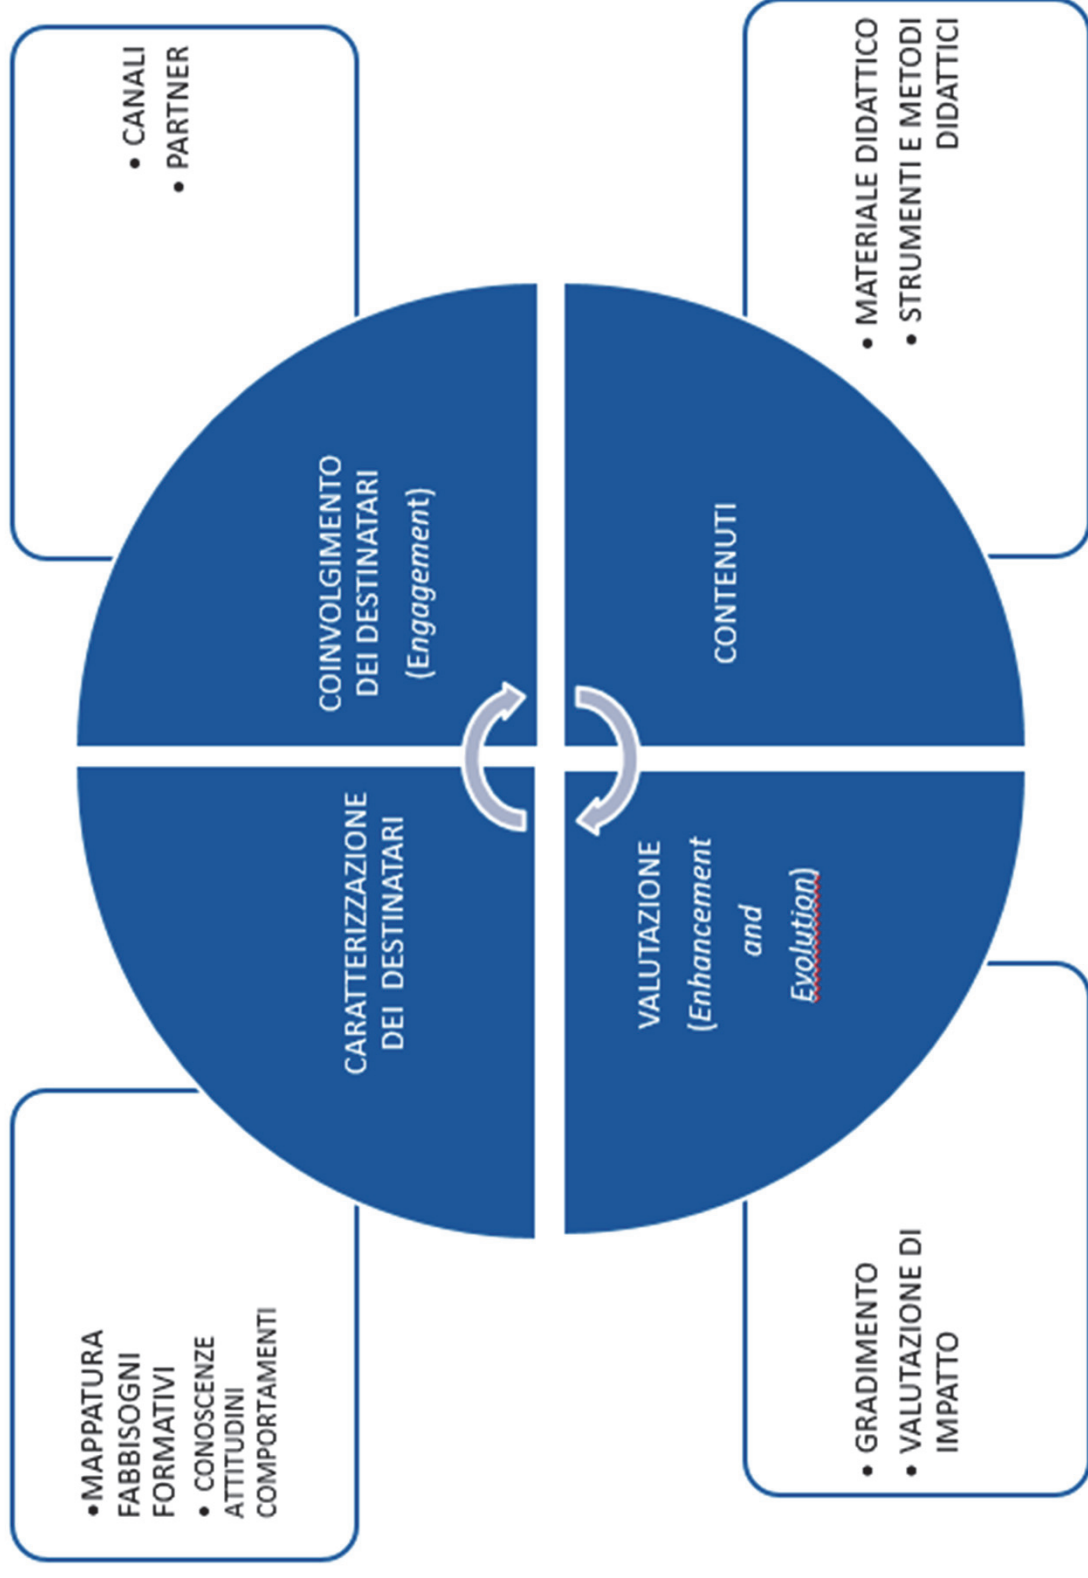 •MAPPATURA
FABBISOGNI
FORMATIVI
• CONOSCENZE
ATTITUDINI
COMPORTAMENTI
• CANALI
• PARTNER
CARATTERIZZAZIONE
DEI DESTINATARI
COINVOLGIMENTO
DEI DESTINATARI
(Engagement)
VALUTAZIONE
(Enhancement
and
Evolution)
CONTENUTI
• GRADIMENTO
• VALUTAZIONE DI
IMPATTO
• MATERIALE DIDATTICO
• STRUMENTI E METODI
DIDATTICI